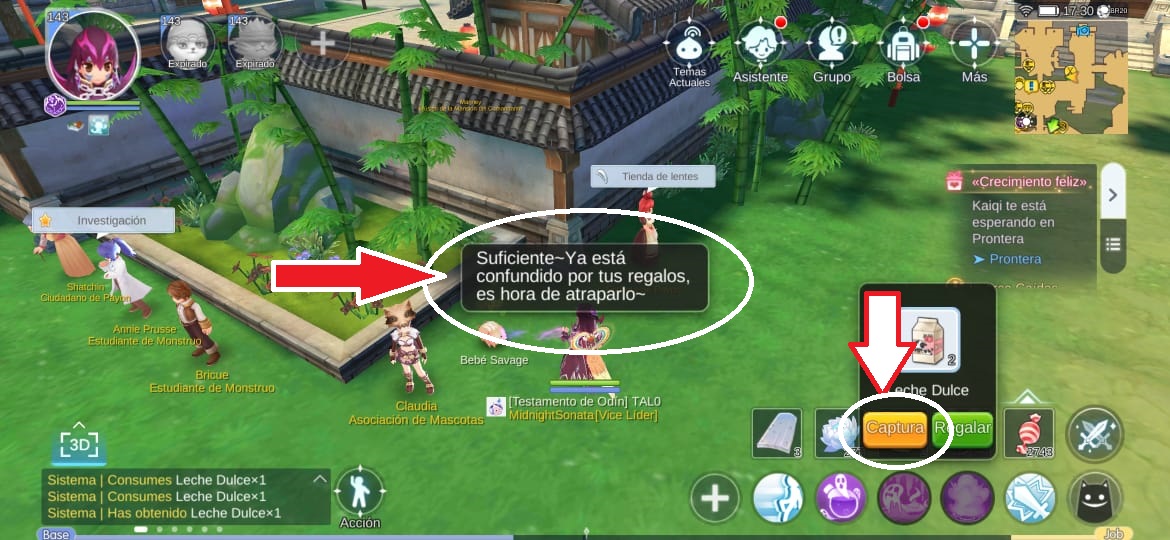 143
143
143
Expirado
Expirado
Temas
Actuales
Asistente
Grupo
Bolsa
Más
17:30
BR20
Tienda de lentes
Investigación
«Crecimiento feliz»
Kaiqi te está
esperando en
Prontera
Prontera
Suficiente~Ya está
confundido por tus regalos,
es hora de atraparlo~
Shatchin
Ciudadano de Payon
Annie Prusse
Estudiante de Monstruo
Bricue
Estudiante de Monstruo
Claudia
Asociación de Mascotas
Bebé Savage
[Testamento de Odín] TAL0
MidnightSonata[Vice Líder]
2
Leche Dulce
Captura
Regalar
3
2743
3D
Sistema | Consumes Leche Dulce×1
Sistema | Consumes Leche Dulce×1
Sistema | Has obtenido Leche Dulce×1
Acción
Base
Job